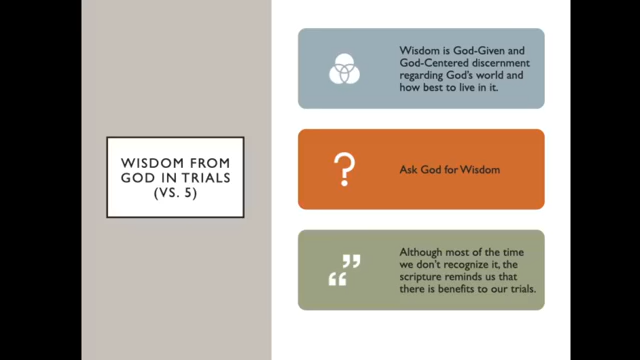 WISDOM FROM
GOD IN TRIALS
(VS. 5)
Wisdom is God-Given and
God-Centered discernment
regarding God's world and
how best to live in it.
Ask God for Wisdom
Although most of the time
we don't recognize it, the
scripture reminds us that
there is benefits to our trials.